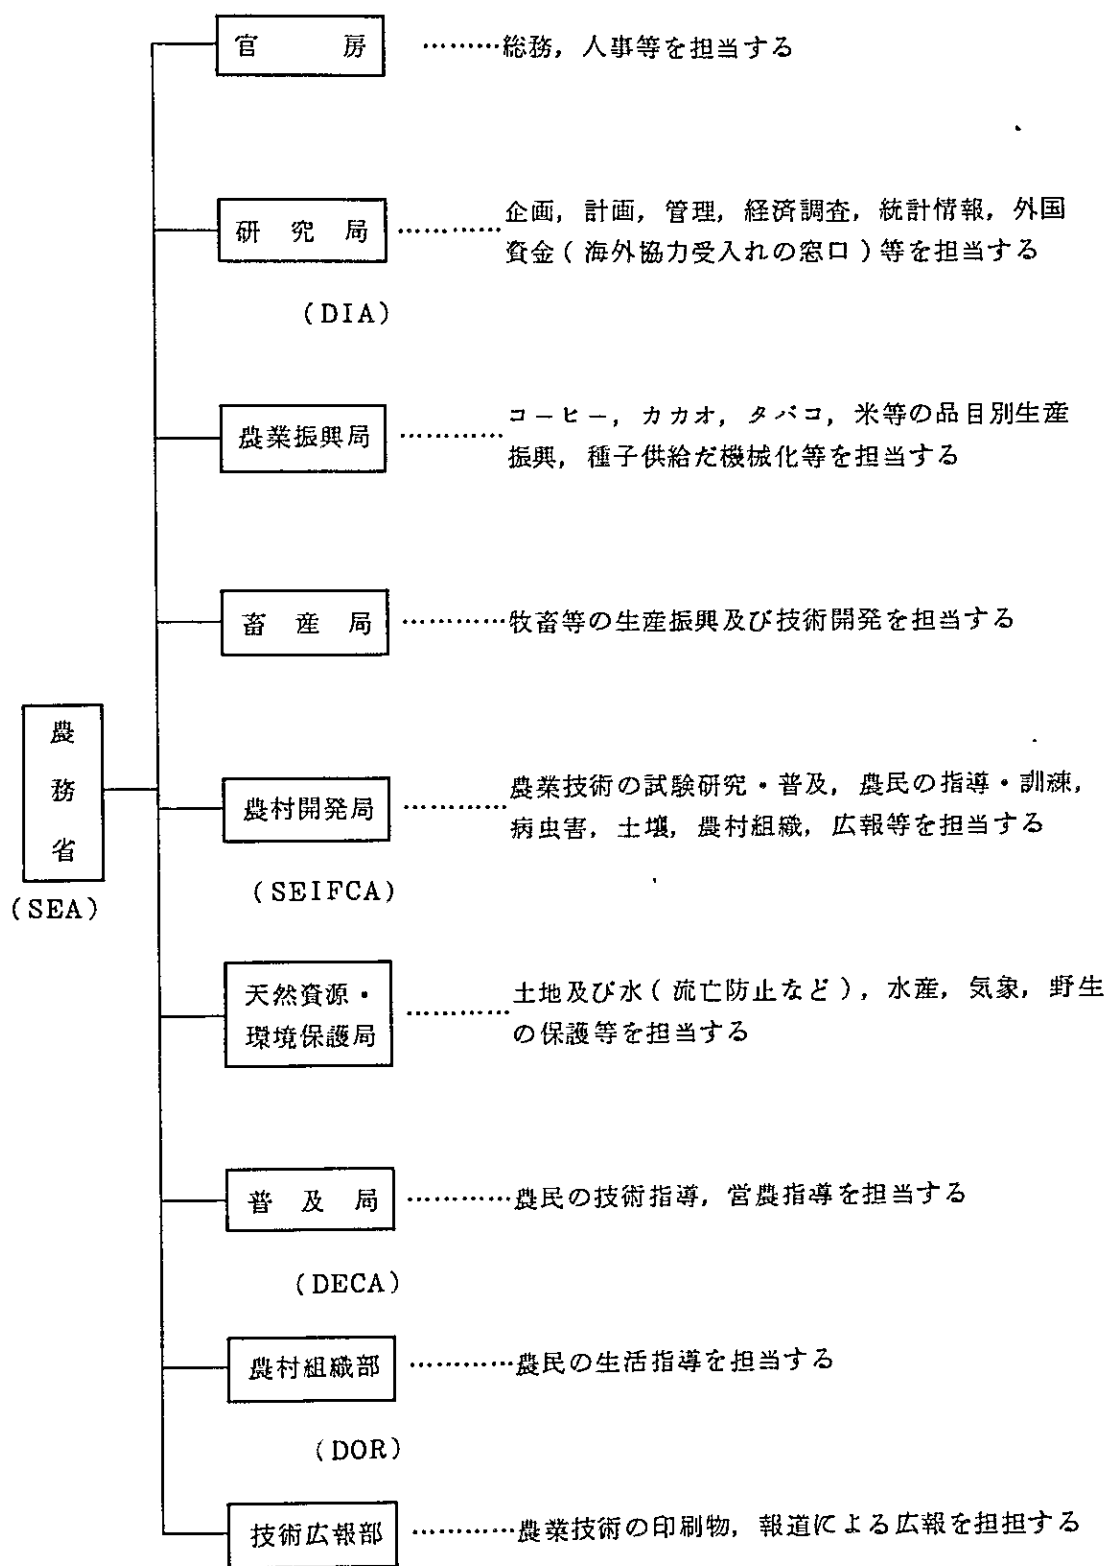 官房 ………総務，人事等を担当する
研究局 …………企画，計画，管理，経済調査，統計情報，外国
資金（海外協力受入れの窓口）等を担当する
（DIA）
農業振興局 …………コーヒー，カカオ，タバコ，米等の品目別生産
振興，種子供給だ機械化等を担当する
畜産局 …………牧畜等の生産振興及び技術開発を担当する
農務省
（SEA）
農村開発局 …………農業技術の試験研究・普及，農民の指導・訓練，
病虫害，土壌，農村組織，広報等を担当する
（SEIFCA）
天然資源・
環境保護局 …………土地及び水（流亡防止など），水産，気象，野生
の保護等を担当する
普及局 …………農民の技術指導，営農指導を担当する
（DECA）
農村組織部 …………農民の生活指導を担当する
（DOR）
技術広報部 …………農業技術の印刷物，報道による広報を担担する